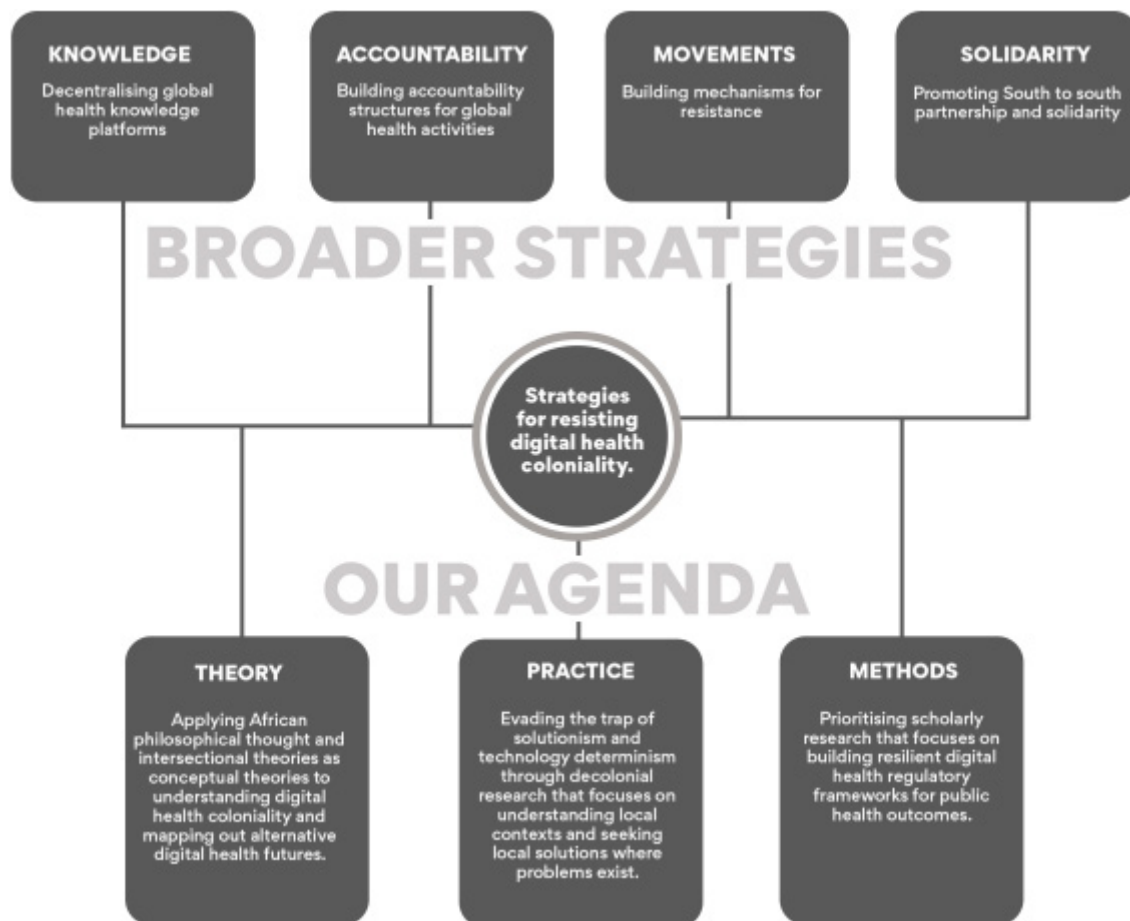 KNOWLEDGE
Decentralising global
health knowledge
platforms
ACCOUNTABILITY
Building accountability
structures for global
health activities
MOVEMENTS
Building mechanisms for
resistance
SOLIDARITY
Promoting South to south
partnership and solidarity
BROADER STRATEGIES
Strategies
for resisting
digital health
coloniality.
OUR AGENDA
THEORY
Applying African
philosophical thought and
intersectional theories as
conceptual theories to
understanding digital
health coloniality and
mapping out alternative
digital health futures.
PRACTICE
Evading the trap of
solutionism and
technology determinism
through decolonial
research that focuses on
understanding local
contexts and seeking
local solutions where
problems exist.
METHODS
Prioritising scholarly
research that focuses on
building resilient digital
health regulatory
frameworks for public
health outcomes.